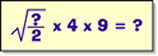 √(?/2) x 4 x 9 = ?